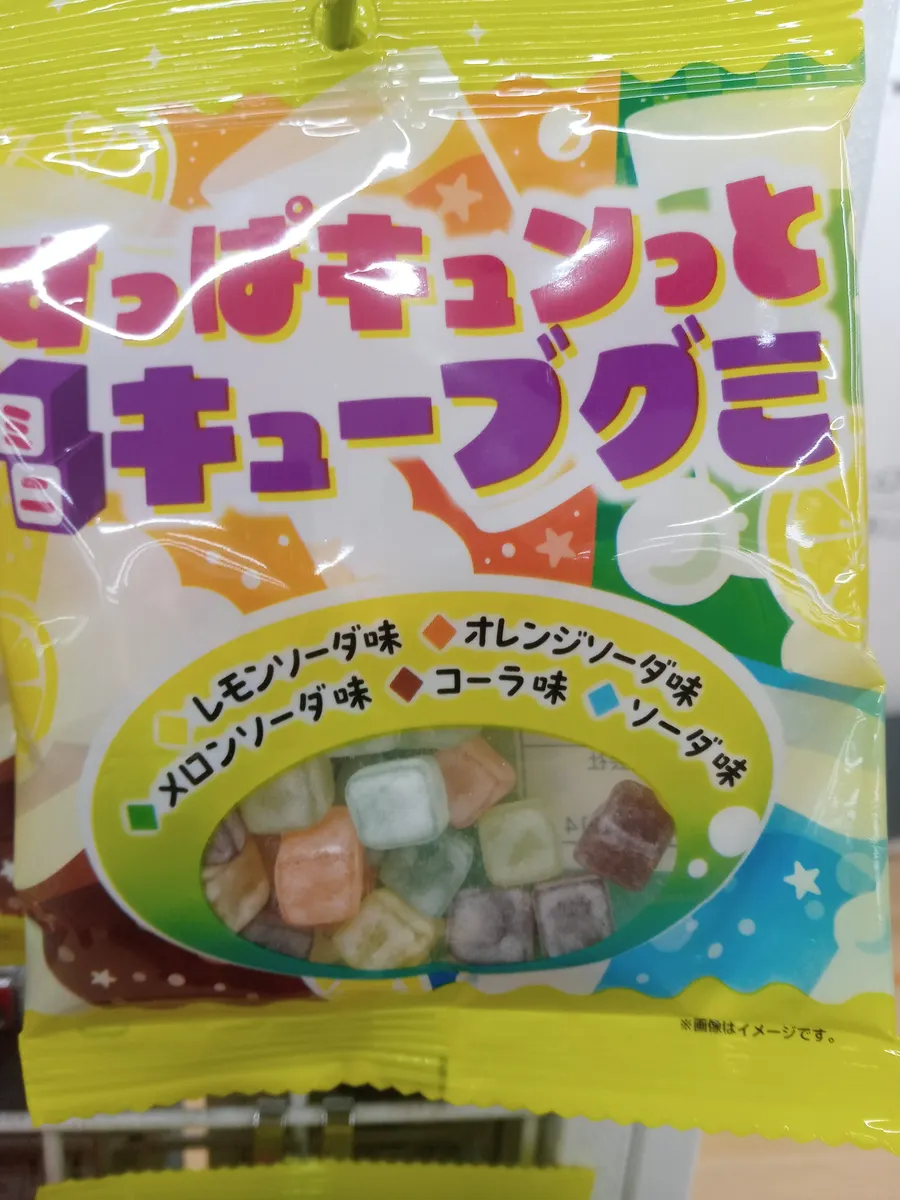 すっぱキュンっと
キューブグミ
レモンソーダ味
オレンジソーダ味
メロンソーダ味
コーラ味
ソーダ味
※画像はイメージです。